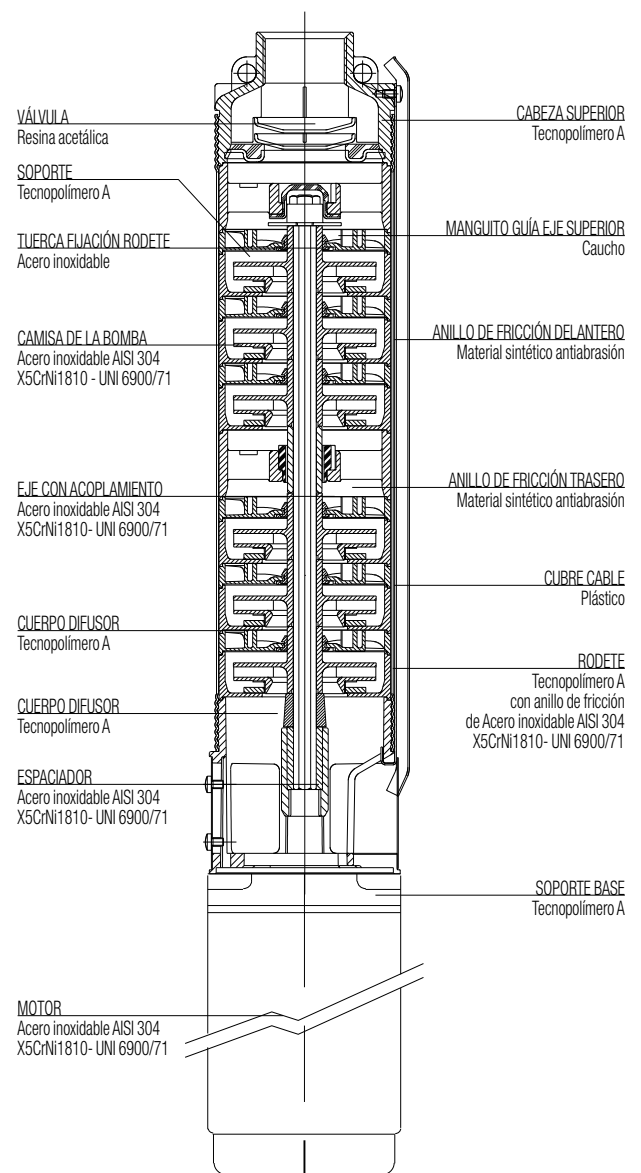 VÁLVULA
Resina acetálica
SOPORTE
Tecnopolímero A
TUERCA FIJACIÓN RODETE
Acero inoxidable
CAMISA DE LA BOMBA
Acero inoxidable AISI 304
X5CrNi1810 - UNI 6900/71
EJE CON ACOPLAMIENTO
Acero inoxidable AISI 304
X5CrNi1810- UNI 6900/71
CUERPO DIFUSOR
Tecnopolímero A
CUERPO DIFUSOR
Tecnopolímero A
ESPACIADOR
Acero inoxidable AISI 304
X5CrNi1810- UNI 6900/71
MOTOR
Acero inoxidable AISI 304
X5CrNi1810- UNI 6900/71
CABEZA SUPERIOR
Tecnopolímero A
MANGUITO GUÍA EJE SUPERIOR
Caucho
ANILLO DE FRICCIÓN DELANTERO
Material sintético antiabrasión
ANILLO DE FRICCIÓN TRASERO
Material sintético antiabrasión
CUBRE CABLE
Plástico
RODETE
Tecnopolímero A
con anillo de fricción
de Acero inoxidable AISI 304
X5CrNi1810- UNI 6900/71
SOPORTE BASE
Tecnopolímero A